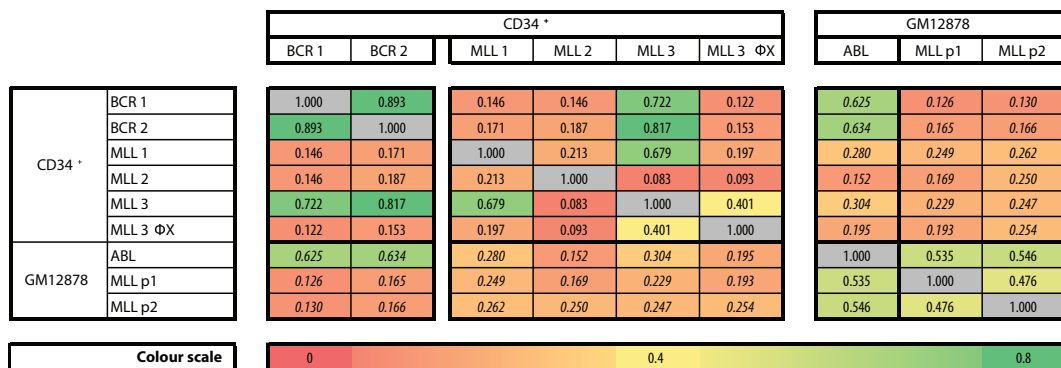 CD34 + GM12878
BCR 1 BCR 2 MLL 1 MLL 2 MLL 3 MLL 3 ΦX ABL MLL p1 MLL p2
BCR 1 1.000 0.893 0.146 0.146 0.722 0.122 0.625 0.126 0.130
BCR 2 0.893 1.000 0.171 0.187 0.817 0.153 0.634 0.165 0.166
CD34 + MLL 1 0.146 0.171 1.000 0.213 0.679 0.197 0.280 0.249 0.262
MLL 2 0.146 0.187 0.213 1.000 0.083 0.093 0.152 0.169 0.250
MLL 3 0.722 0.817 0.679 0.083 1.000 0.401 0.304 0.229 0.247
MLL 3 ΦX 0.122 0.153 0.197 0.093 0.401 1.000 0.195 0.193 0.254
ABL 0.625 0.634 0.280 0.152 0.304 0.195 1.000 0.535 0.546
GM12878 MLL p1 0.126 0.165 0.249 0.169 0.229 0.193 0.535 1.000 0.476
MLL p2 0.130 0.166 0.262 0.250 0.247 0.254 0.546 0.476 1.000
Colour scale 0 0.4 0.8